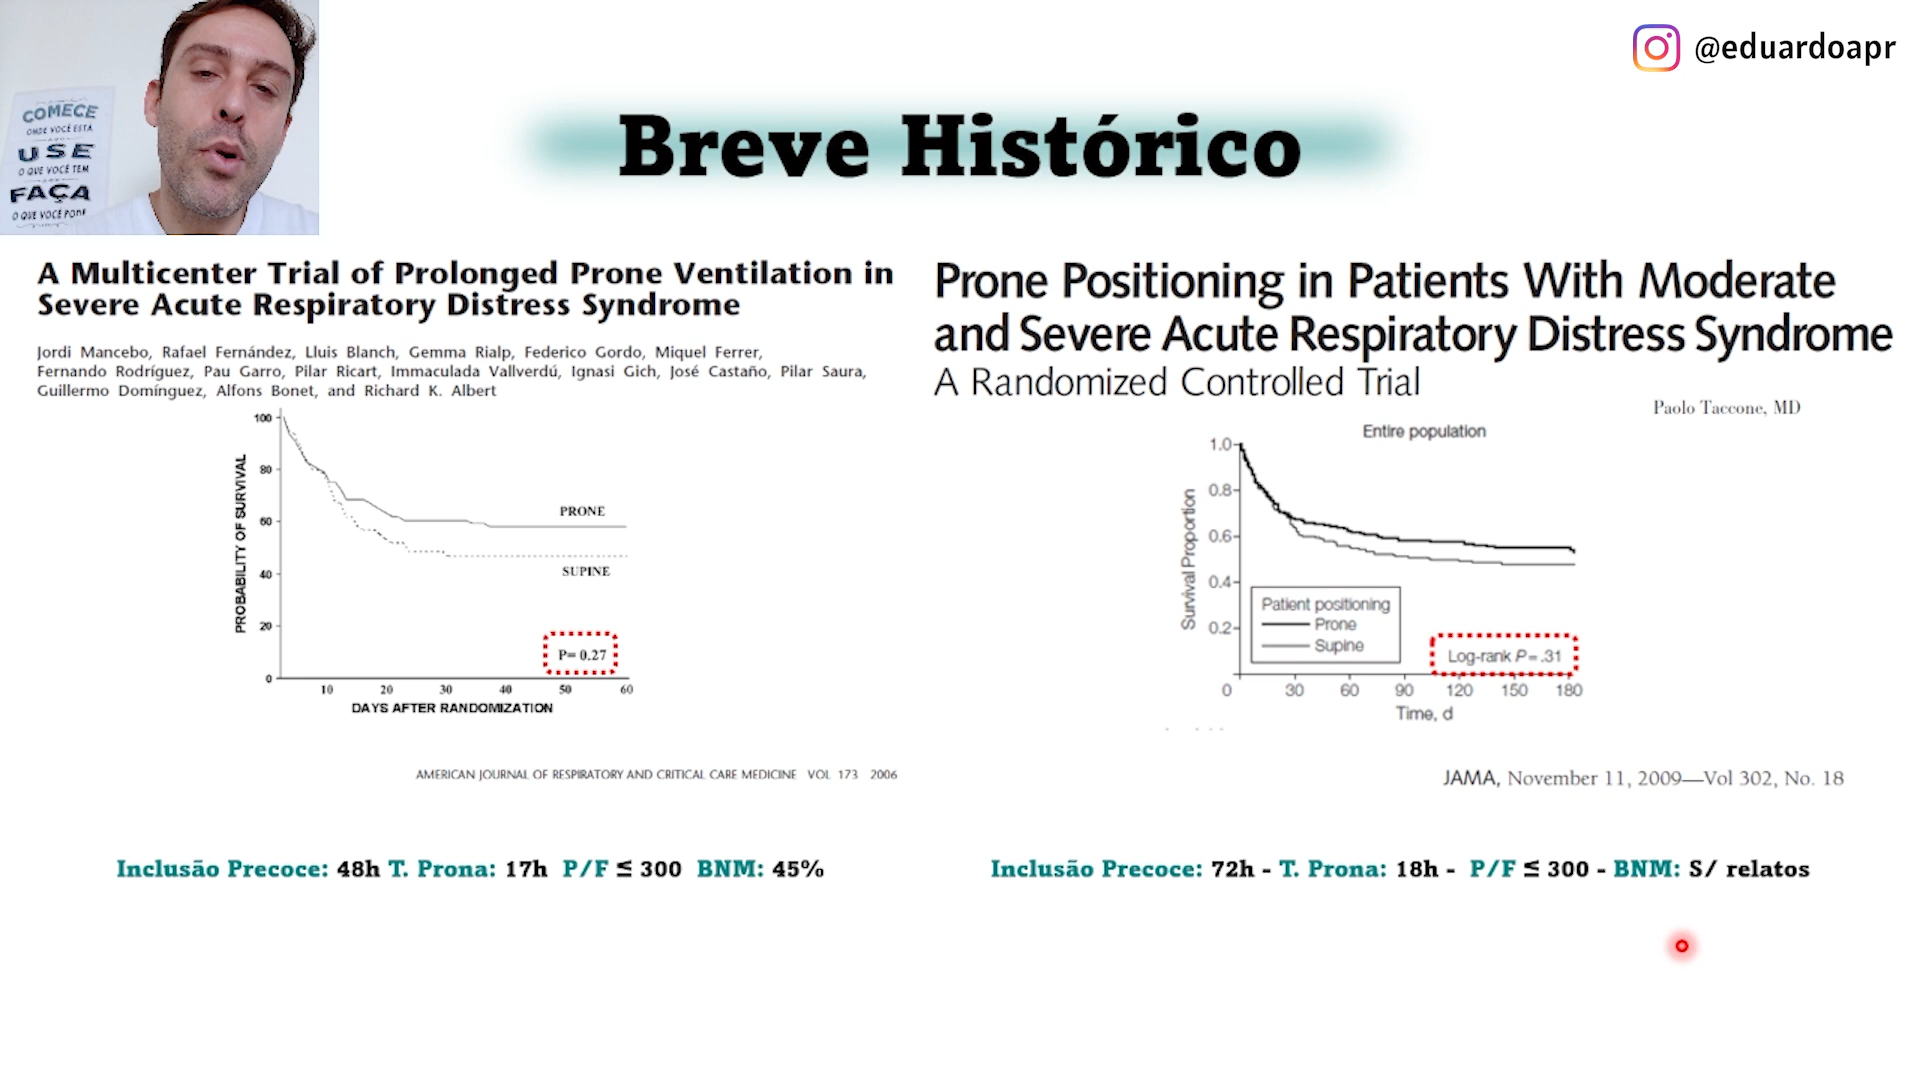 COMECE
ONDE VOCÊ ESTÁ
USE
O QUE VOCÊ TEM
FAÇA
O QUE VOCÊ PODE
@eduardoapr
Breve Histórico
A Multicenter Trial of Prolonged Prone Ventilation in
Severe Acute Respiratory Distress Syndrome
Jordi Mancebo, Rafael Fernández, Lluis Blanch, Gemma Rialp, Federico Gordo, Miquel Ferrer,
Fernando Rodríguez, Pau Garro, Pilar Ricart, Immaculada Vallverdú, Ignasi Gich, José Castaño, Pilar Saura,
Guillermo Domínguez, Alfons Bonet, and Richard K. Albert
PROBABILITY OF SURVIVAL
100
80
60
40
20
0
PRONE
SUPINE
P= 0.27
10 20 30 40 50 60
DAYS AFTER RANDOMIZATION
AMERICAN JOURNAL OF RESPIRATORY AND CRITICAL CARE MEDICINE VOL 173 2006
Inclusão Precoce: 48h T. Prona: 17h P/F ≤ 300 BNM: 45%
Prone Positioning in Patients With Moderate
and Severe Acute Respiratory Distress Syndrome
A Randomized Controlled Trial
Paolo Taccone, MD
Entire population
Survival Proportion
1.0
0.8
0.6
0.4
0.2
Patient positioning
Prone
Supine
Log-rank P=.31
0 30 60 90 120 150 180
Time, d
JAMA, November 11, 2009—Vol 302, No. 18
Inclusão Precoce: 72h - T. Prona: 18h - P/F ≤ 300 - BNM: S/ relatos